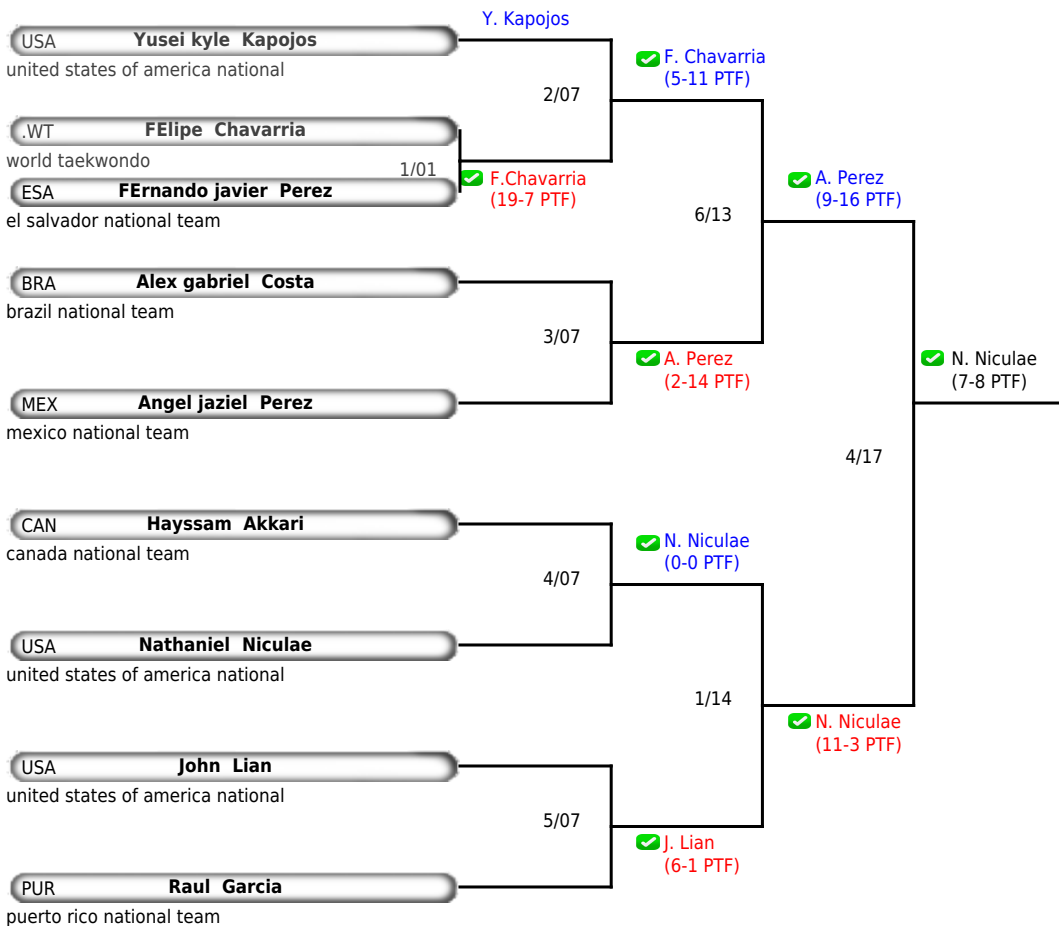 Y. Kapojos
USA Yusei kyle Kapojos
united states of america national
F. Chavarria
(5-11 PTF)
2/07
.WT FElipe Chavarria
world taekwondo
1/01
F.Chavarria
(19-7 PTF)
ESA FErnando javier Perez
el salvador national team
A. Perez
(9-16 PTF)
6/13
BRA Alex gabriel Costa
brazil national team
3/07
A. Perez
(2-14 PTF)
N. Niculae
(7-8 PTF)
MEX Angel jaziel Perez
mexico national team
4/17
CAN Hayssam Akkari
canada national team
N. Niculae
(0-0 PTF)
4/07
USA Nathaniel Niculae
united states of america national
1/14
N. Niculae
(11-3 PTF)
USA John Lian
united states of america national
5/07
J. Lian
(6-1 PTF)
PUR Raul Garcia
puerto rico national team